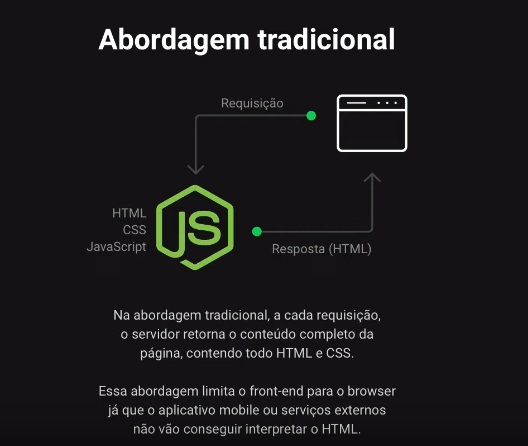 Abordagem tradicional
Requisição
HTML
CSS
JavaScript
JS
Resposta (HTML)
Na abordagem tradicional, a cada requisição,
o servidor retorna o conteúdo completo da
página, contendo todo HTML e CSS.
Essa abordagem limita o front-end para o browser
já que o aplicativo mobile ou serviços externos
não vão conseguir interpretar o HTML.